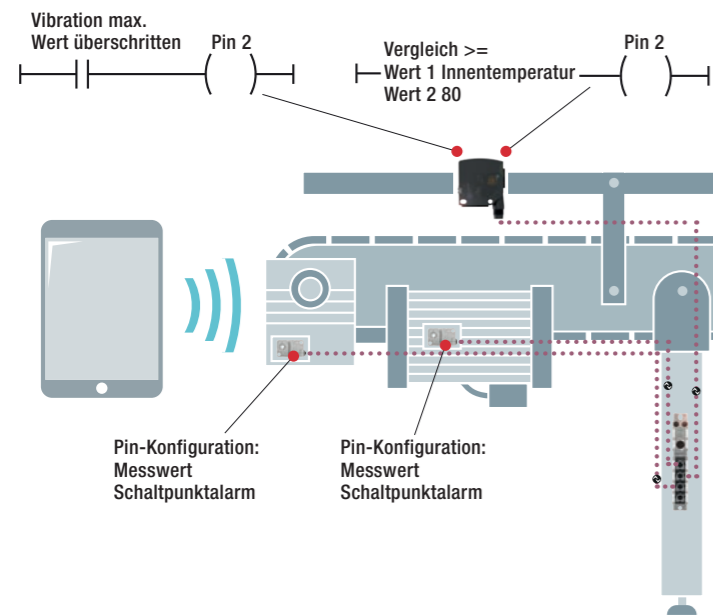 Vibration max.
Wert überschritten
Pin 2
Vergleich >=
Wert 1 Innentemperatur
Wert 2 80
Pin 2
Pin-Konfiguration:
Messwert
Schaltpunktalarm
Pin-Konfiguration:
Messwert
Schaltpunktalarm